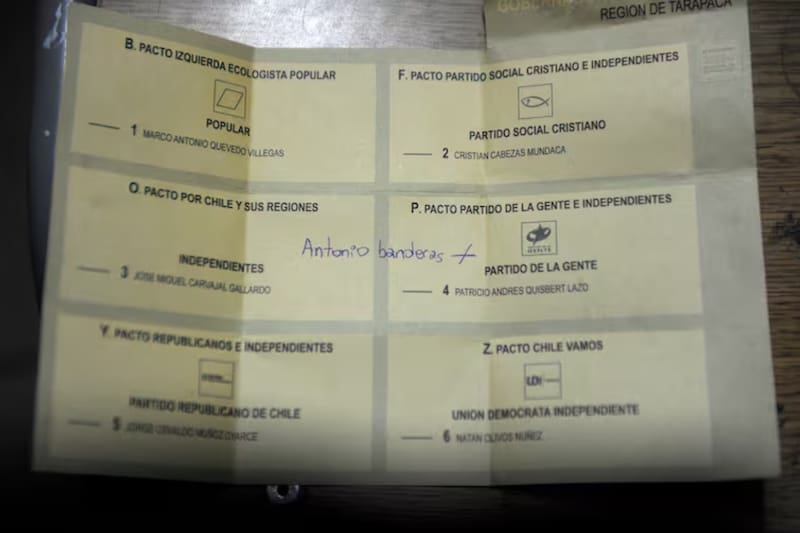 REGION DE TARAPACA
B. PACTO IZQUIERDA ECOLOGISTA POPULAR
POPULAR
1 MARCO ANTONIO QUEVEDO VILLEGAS
F. PACTO PARTIDO SOCIAL CRISTIANO E INDEPENDIENTES
PARTIDO SOCIAL CRISTIANO
2 CRISTIAN CABEZAS MUNDACA
O. PACTO POR CHILE Y SUS REGIONES
INDEPENDIENTES
3 JOSE MIGUEL CARVAJAL GALLARDO
Antonio banderas
P. PACTO PARTIDO DE LA GENTE E INDEPENDIENTES
PARTIDO DE LA GENTE
4 PATRICIO ANDRES QUISBERT LAZO
Y. PACTO REPUBLICANOS E INDEPENDIENTES
PARTIDO REPUBLICANO DE CHILE
5 JORGE OSVALDO MUÑOZ OYARCE
Z. PACTO CHILE VAMOS
UDI
UNION DEMOCRATA INDEPENDIENTE
6 NATAN OLIVOS NUÑEZ